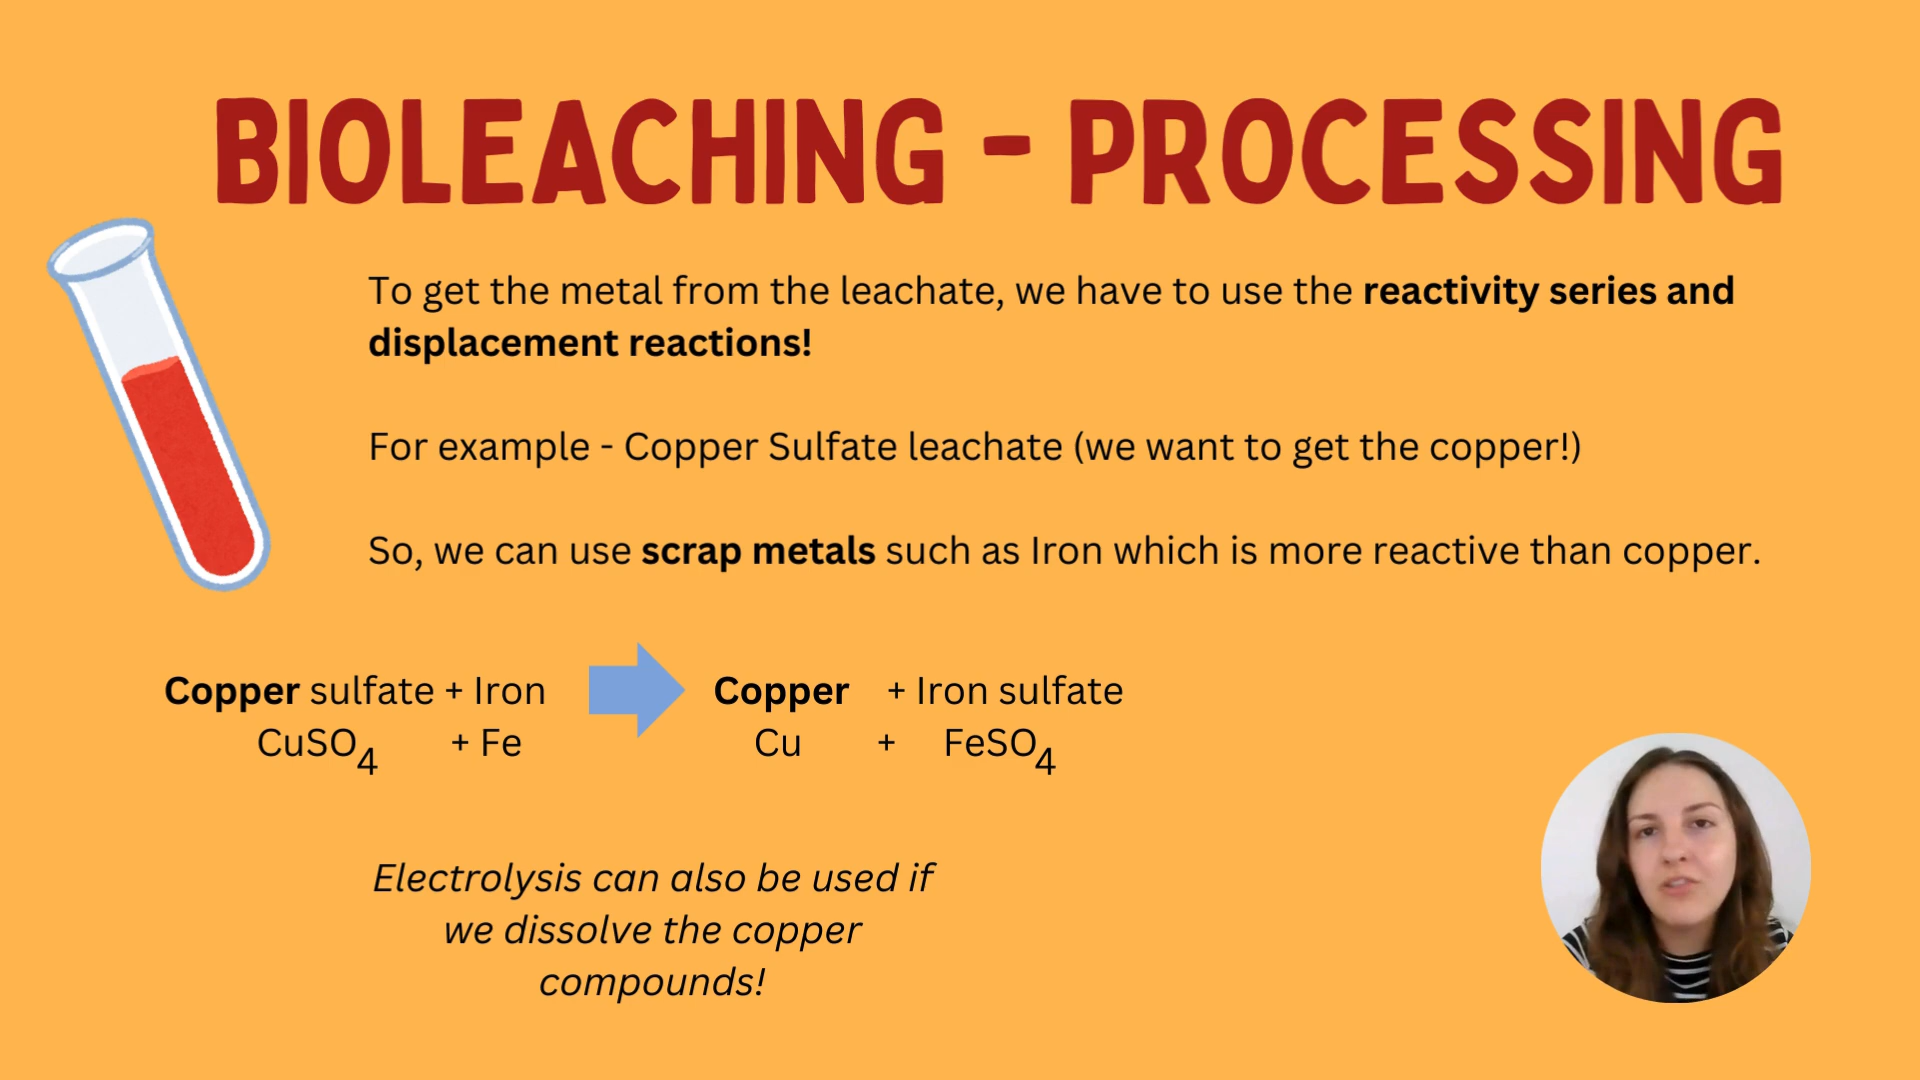 BIOLEACHING - PROCESSING
To get the metal from the leachate, we have to use the reactivity series and
displacement reactions!
For example - Copper Sulfate leachate (we want to get the copper!)
So, we can use scrap metals such as Iron which is more reactive than copper.
Copper sulfate + Iron Copper + Iron sulfate
CuSO4 + Fe Cu + FeSO4
Electrolysis can also be used if
we dissolve the copper
compounds!